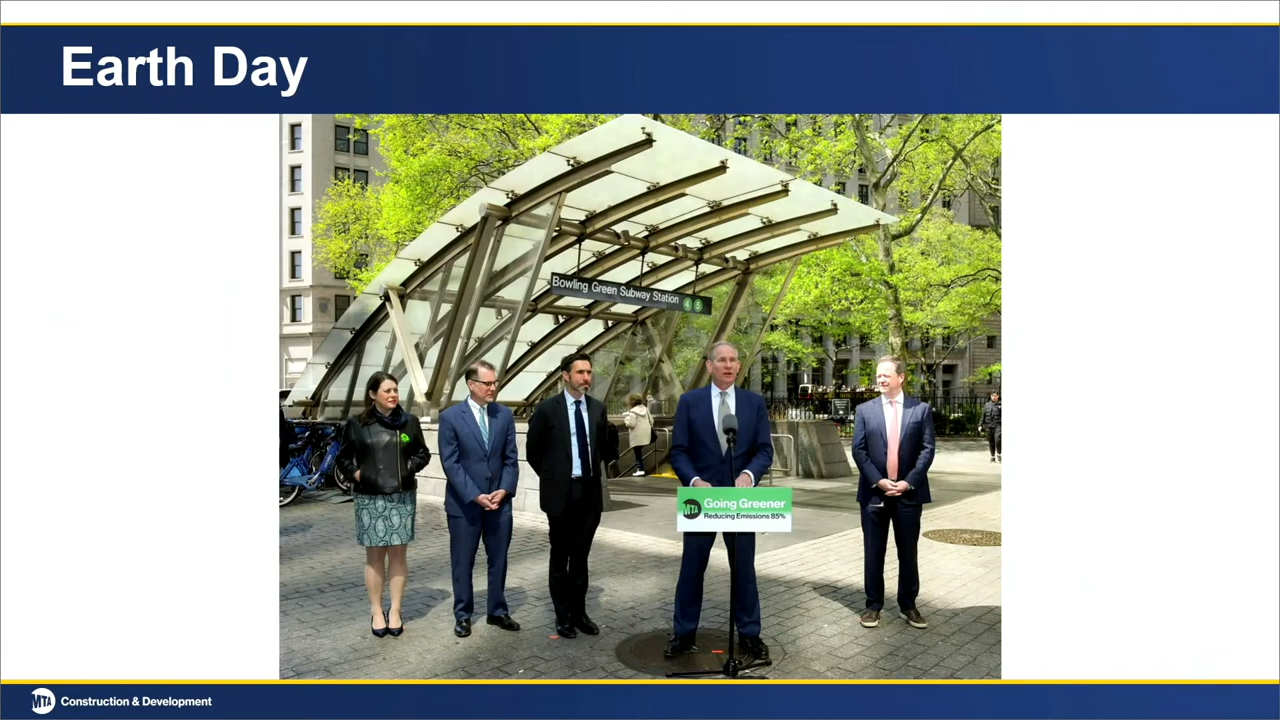 Earth Day
Bowling Green Subway Station 4 5
MTA Going Greener
Reducing Emissions 85%
MTA Construction & Development